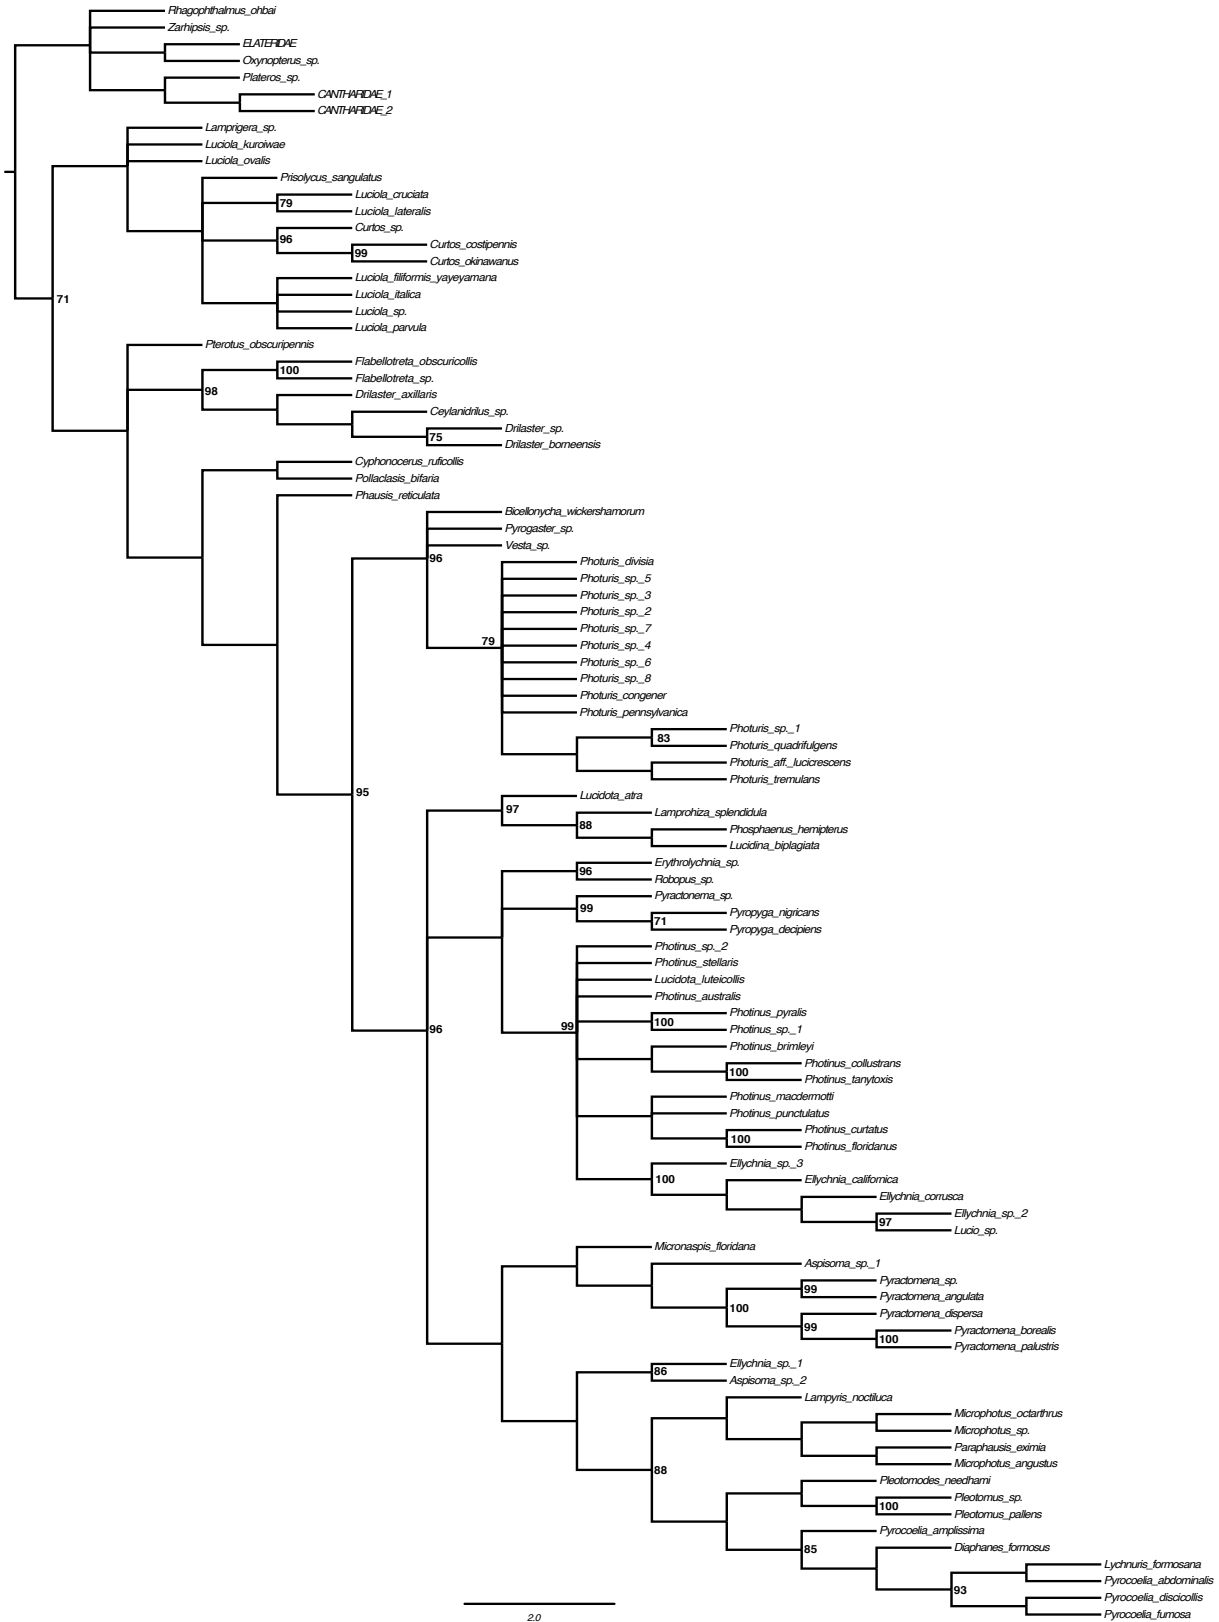 Rhagophthalmus_ohbai
Zarhipsis_sp.
ELATERIDAE
Oxynopterus_sp.
Plateros_sp.
CANTHARIDAE_1
CANTHARIDAE_2
Lamprigera_sp.
Luciola_kuroiwae
Luciola_ovalis
Prisolycus_sangulatus
Luciola_cruciata
79
Luciola_lateralis
Curtos_sp.
96
Curtos_costipennis
99
Curtos_okinawanus
Luciola_filiformis_yayeyamana
Luciola_italica
71
Luciola_sp.
Luciola_parvula
Pterotus_obscuripennis
Flabellotreta_obscuricollis
100
Flabellotreta_sp.
98
Drilaster_axillaris
Ceylanidrilus_sp.
Drilaster_sp.
75
Drilaster_borneensis
Cyphonocerus_ruficollis
Pollaclasis_bifaria
Phausis_reticulata
Bicellonycha_wickershamorum
Pyrogaster_sp.
Vesta_sp.
96
Photuris_divisia
Photuris_sp._5
Photuris_sp._3
Photuris_sp._2
Photuris_sp._7
79
Photuris_sp._4
Photuris_sp._6
Photuris_sp._8
Photuris_congener
Photuris_pennsylvanica
Photuris_sp._1
83
Photuris_quadrifulgens
Photuris_aff._lucicrescens
Photuris_tremulans
95
Lucidota_atra
97
Lamprohiza_splendidula
88
Phosphaenus_hemipterus
Lucidina_biplagiata
Erythrolychnia_sp.
96
Robopus_sp.
Pyractonema_sp.
99
Pyropyga_nigricans
71
Pyropyga_decipiens
Photinus_sp._2
Photinus_stellaris
Lucidota_luteicollis
Photinus_australis
Photinus_pyralis
100
96
99
Photinus_sp._1
Photinus_brimleyi
Photinus_collustrans
100
Photinus_tanytoxis
Photinus_macdermotti
Photinus_punctulatus
Photinus_curtatus
100
Photinus_floridanus
Ellychnia_sp._3
100
Ellychnia_californica
Ellychnia_corrusca
Ellychnia_sp._2
97
Lucio_sp.
Micronaspis_floridana
Aspisoma_sp._1
Pyractomena_sp.
99
Pyractomena_angulata
100
Pyractomena_dispersa
99
Pyractomena_borealis
100
Pyractomena_palustris
Ellychnia_sp._1
86
Aspisoma_sp._2
Lampyris_noctiluca
Microphotus_octarthrus
Microphotus_sp.
Paraphausis_eximia
Microphotus_angustus
88
Pleotomodes_needhami
Pleotomus_sp.
100
Pleotomus_pallens
Pyrocoelia_amplissima
85
Diaphanes_formosus
Lychnuris_formosana
Pyrocoelia_abdominalis
93
Pyrocoelia_discicollis
Pyrocoelia_fumosa
2.0